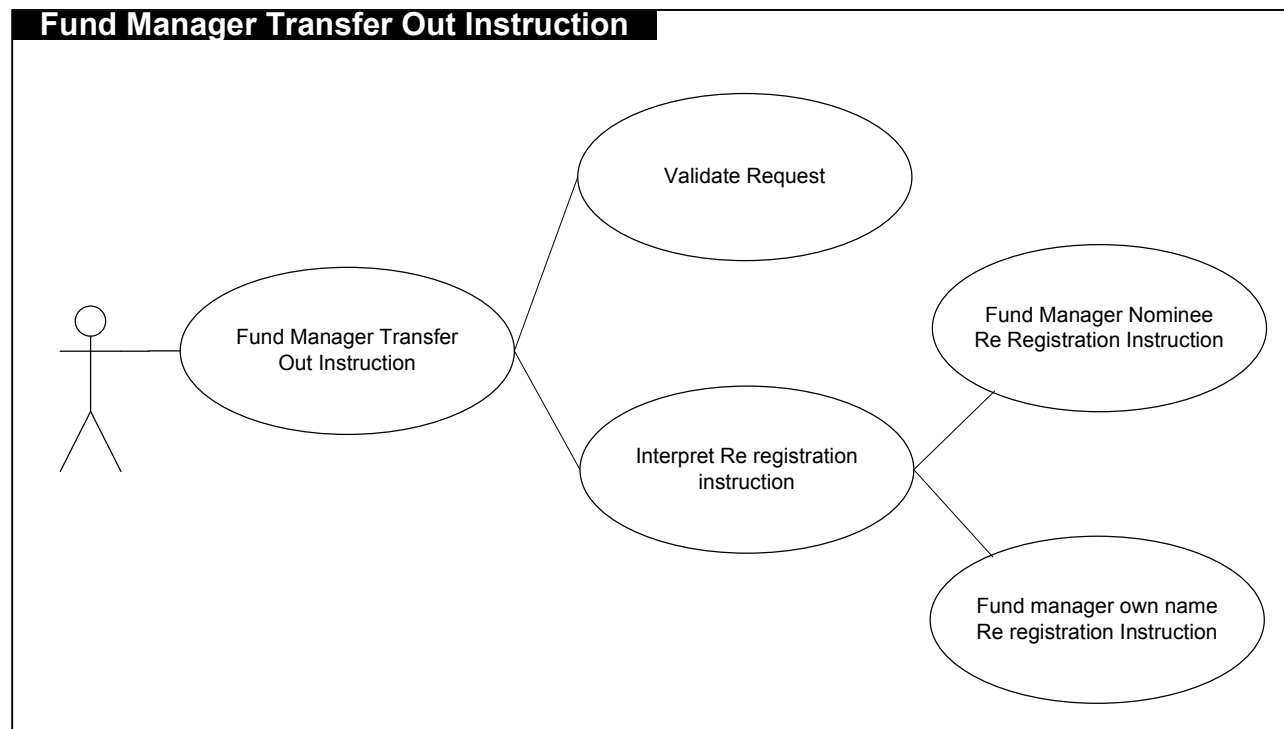 Fund Manager Transfer Out Instruction
Validate Request
Fund Manager Transfer
Out Instruction
Fund Manager Nominee
Re Registration Instruction
Interpret Re registration
instruction
Fund manager own name
Re registration Instruction